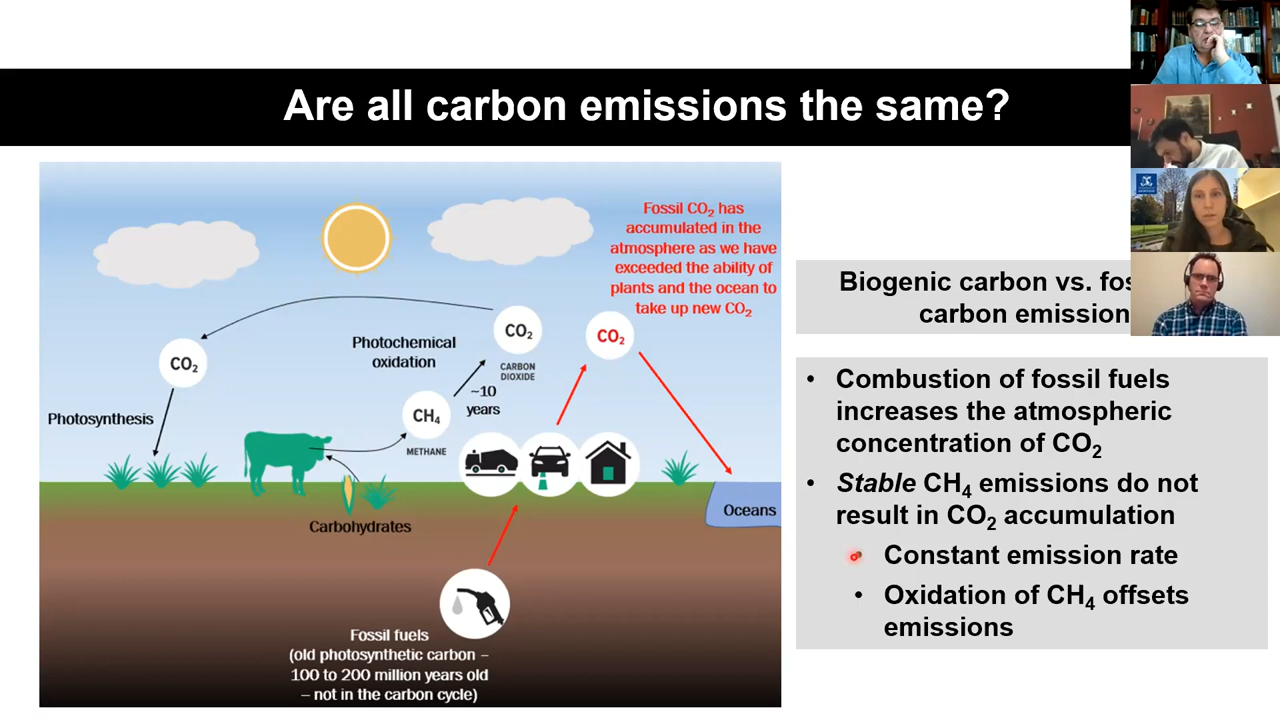 Are all carbon emissions the same?
Fossil CO₂ has
accumulated in the
atmosphere as we have
exceeded the ability of
plants and the ocean to
take up new CO₂
CO₂
CO₂
CARBON
DIOXIDE
Photochemical
oxidation
~10
years
CO₂
Photosynthesis
CH₄
METHANE
Carbohydrates
Oceans
Fossil fuels
(old photosynthetic carbon –
100 to 200 million years old
– not in the carbon cycle)
Biogenic carbon vs. fos
carbon emission
• Combustion of fossil fuels
increases the atmospheric
concentration of CO₂
• Stable CH₄ emissions do not
result in CO₂ accumulation
Constant emission rate
• Oxidation of CH₄ offsets
emissions